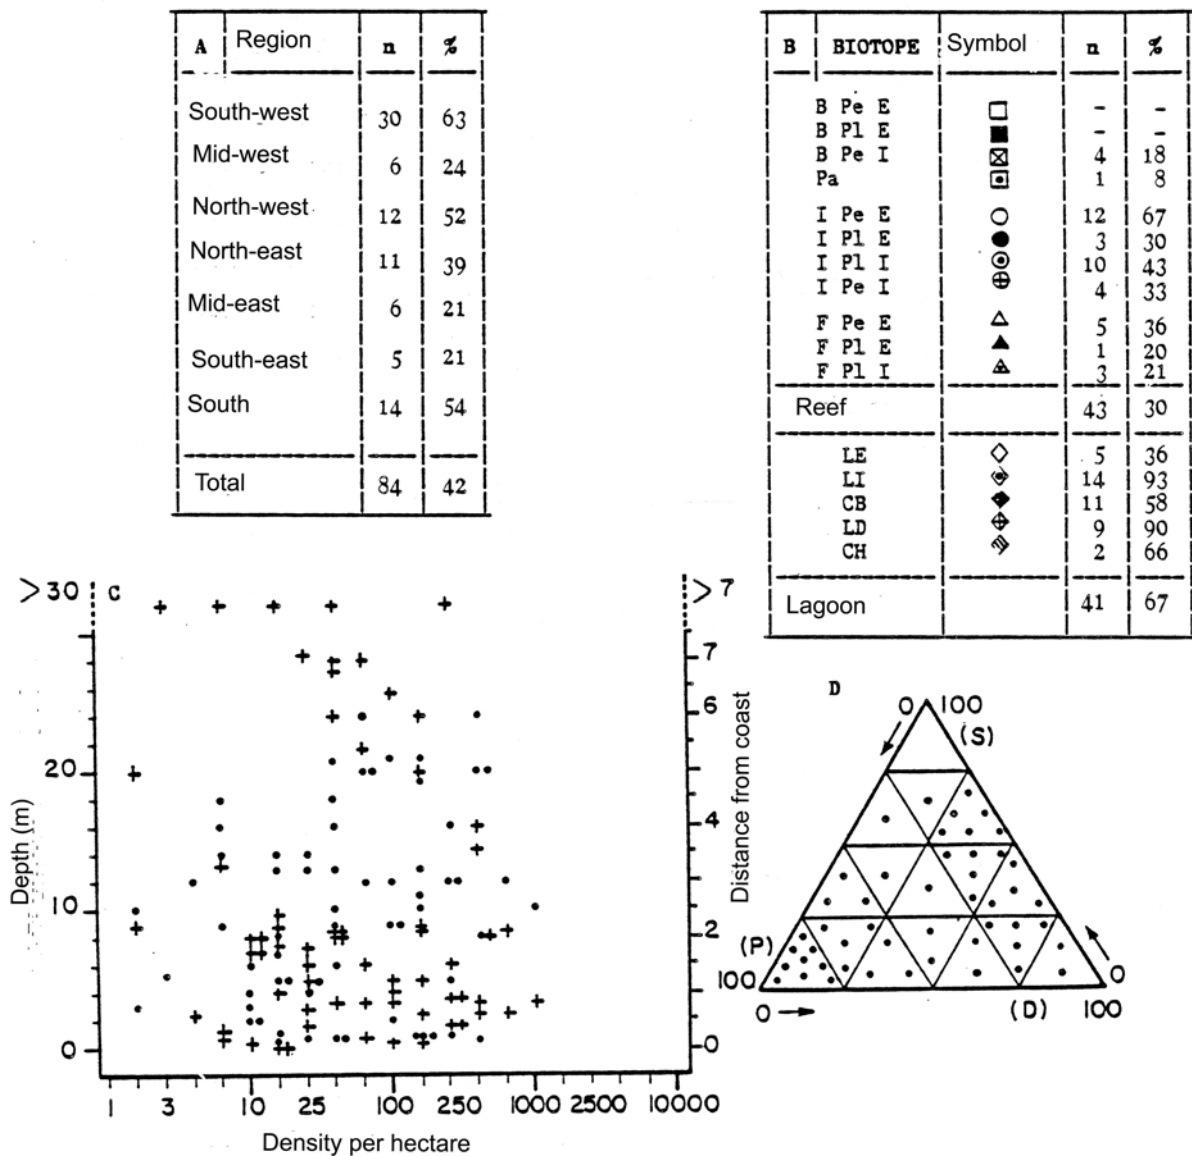 A Region n %
South-west 30 63
Mid-west 6 24
North-west 12 52
North-east 11 39
Mid-east 6 21
South-east 5 21
South 14 54
Total 84 42
B BIOTOPE Symbol n %
B Pe E - -
B Pl E - -
B Pe I 4 18
Pa 1 8
I Pe E 12 67
I Pl E 3 30
I Pl I 10 43
I Pe I 4 33
F Pe E 5 36
F Pl E 1 20
F Pl I 3 21
Reef 43 30
LE 5 36
LI 14 93
CB 11 58
LD 9 90
CH 2 66
Lagoon 41 67
C
>30
20
10
0
Depth (m)
>7
7
6
4
2
0
Distance from coast
1 3 10 25 100 250 1000 2500 10000
Density per hectare
D
0 100
(S)
(P)
100
0
0
(D) 100